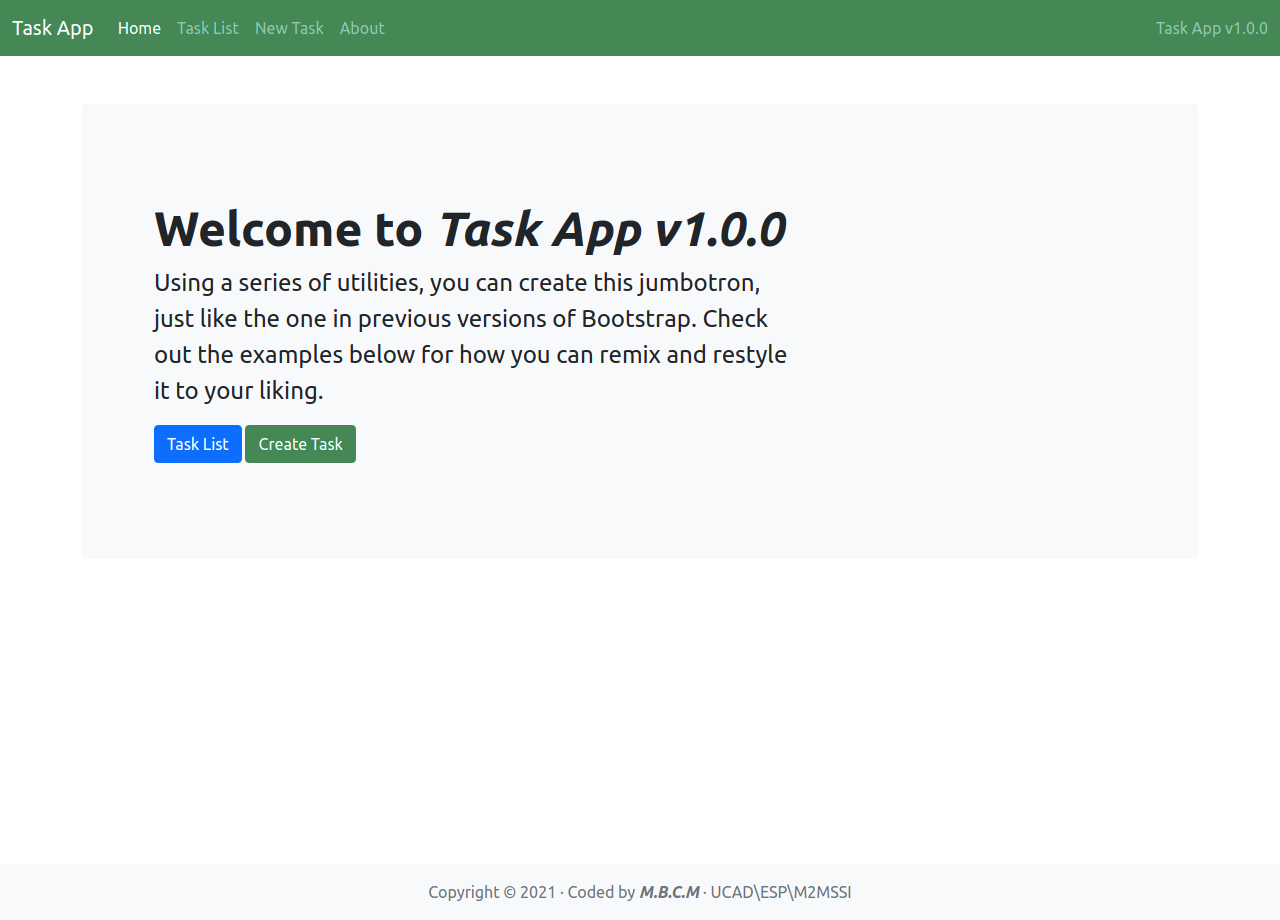 Task App Home Task List New Task About Task App v1.0.0
Welcome to Task App v1.0.0
Using a series of utilities, you can create this jumbotron,
just like the one in previous versions of Bootstrap. Check
out the examples below for how you can remix and restyle
it to your liking.
Task List Create Task
Copyright © 2021 · Coded by M.B.C.M · UCAD\ESP\M2MSSI